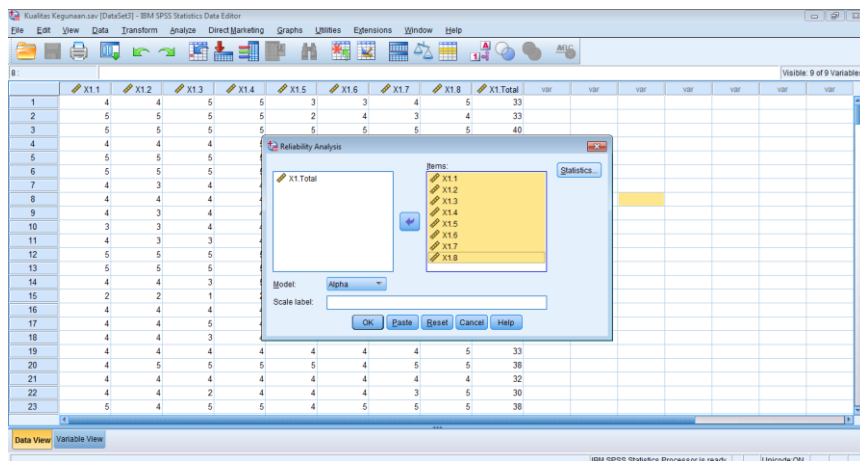 Kualitas Kegunaan.sav [DataSet3] - IBM SPSS Statistics Data Editor
File Edit View Data Transform Analyze Direct Marketing Graphs Utilities Extensions Window Help
8 : Visible: 9 of 9 Variables
X1.1 X1.2 X1.3 X1.4 X1.5 X1.6 X1.7 X1.8 X1.Total var var var var var var
1 4 4 5 5 3 3 4 5 33
2 5 5 5 5 2 4 3 4 33
3 5 5 5 5 5 5 5 5 40
4 4 4 4
5 5 5 5
6 5 5 5
7 4 3 4
8 4 4 4
9 4 3 4
10 3 3 4
11 4 3 3
12 5 5 5
13 5 5 5
14 4 4 3
15 2 2 1
16 4 4 4
17 4 4 5
18 4 4 3
Reliability Analysis
X1.Total
Items:
X1.1
X1.2
X1.3
X1.4
X1.5
X1.6
X1.7
X1.8
Statistics...
Model: Alpha
Scale label:
OK Paste Reset Cancel Help
19 4 4 4 4 4 4 4 5 33
20 4 5 5 5 4 5 5 5 38
21 4 4 4 4 4 4 4 4 32
22 4 4 2 4 4 4 3 5 30
23 5 4 5 5 4 5 5 5 38
Data View Variable View
IBM SPSS Statistics Processor is ready Unicode:ON